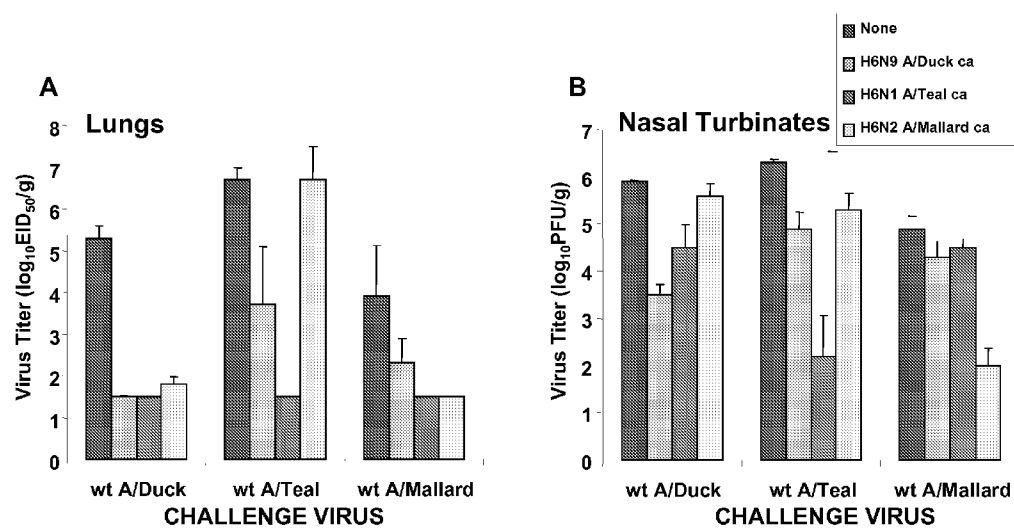 None
H6N9 A/Duck ca
H6N1 A/Teal ca
H6N2 A/Mallard ca
A
Lungs
8
7
6
5
4
3
2
1
0
Virus Titer (log10EID50/g)
wt A/Duck
wt A/Teal
wt A/Mallard
CHALLENGE VIRUS
B
Nasal Turbinates
7
6
5
4
3
2
1
0
Virus Titer (log10PFU/g)
wt A/Duck
wt A/Teal
wt A/Mallard
CHALLENGE VIRUS